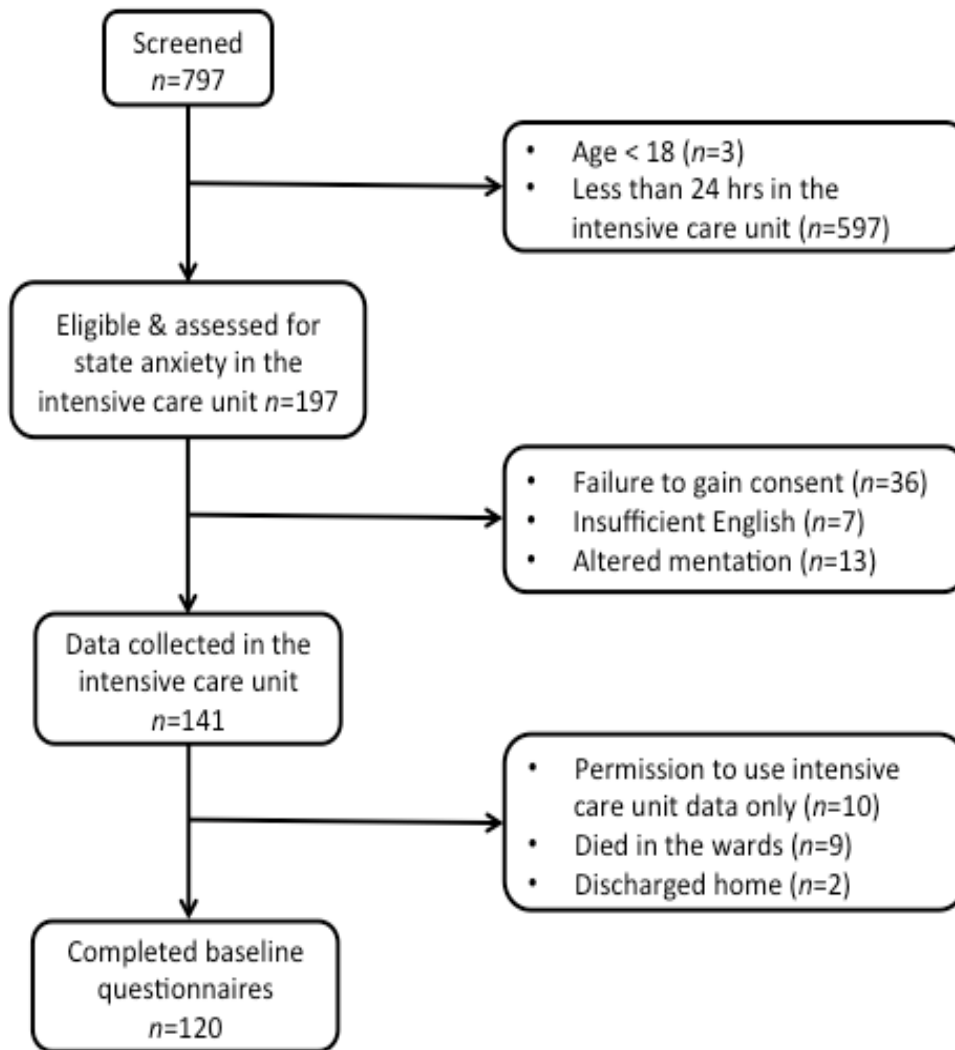 Screened
n=797
• Age < 18 (n=3)
• Less than 24 hrs in the
intensive care unit (n=597)
Eligible & assessed for
state anxiety in the
intensive care unit n=197
• Failure to gain consent (n=36)
• Insufficient English (n=7)
• Altered mentation (n=13)
Data collected in the
intensive care unit
n=141
• Permission to use intensive
care unit data only (n=10)
• Died in the wards (n=9)
• Discharged home (n=2)
Completed baseline
questionnaires
n=120